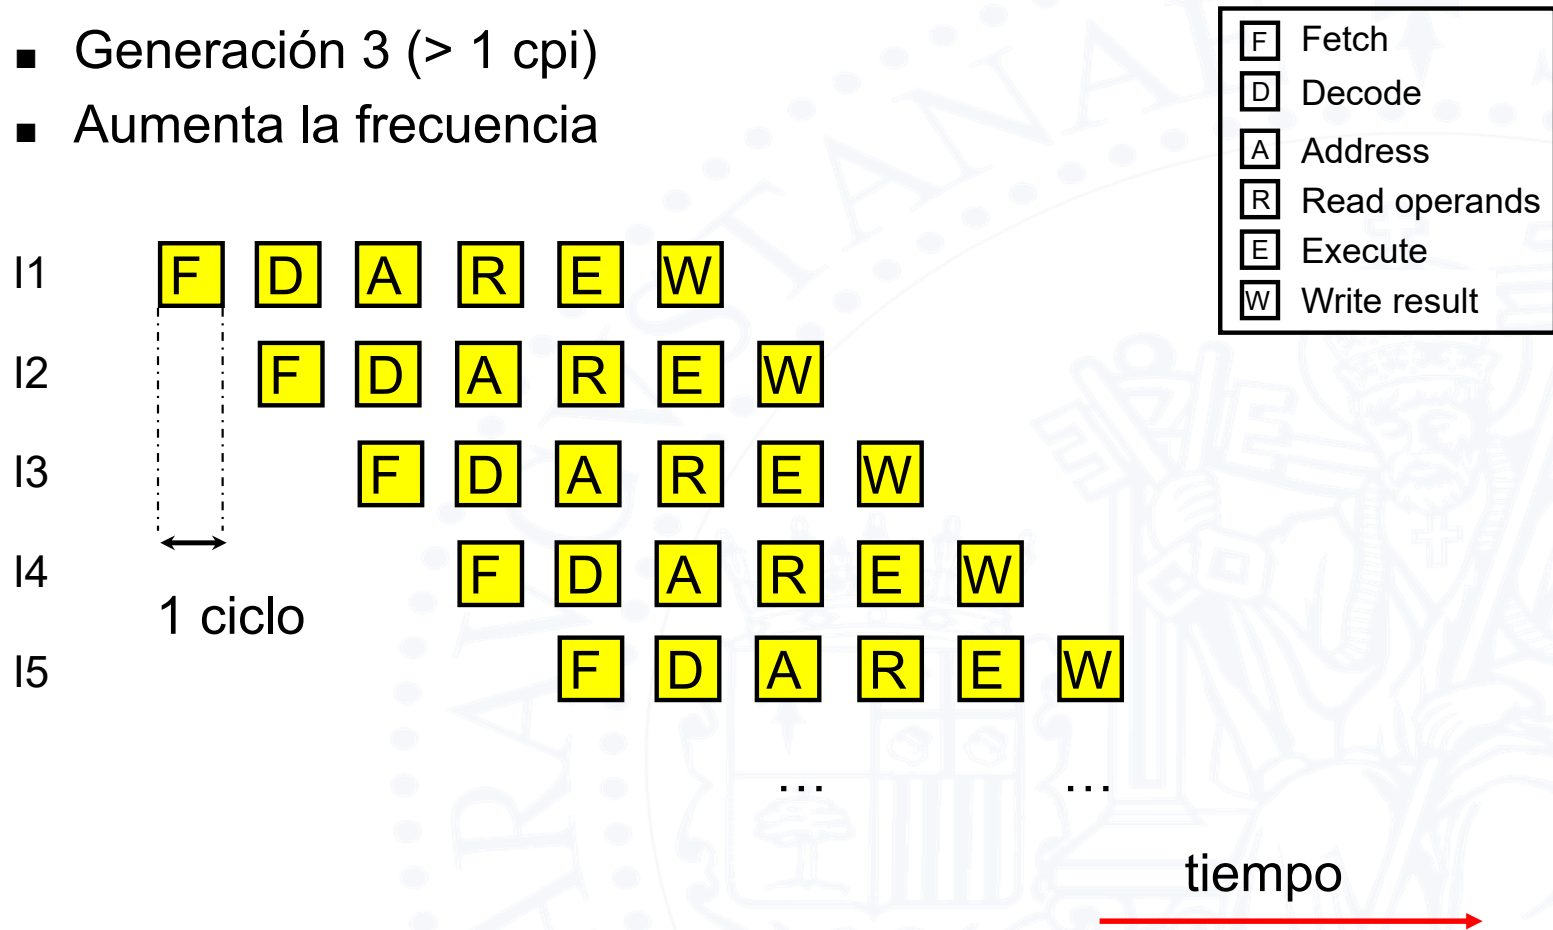 ▪ Generación 3 (> 1 cpi)
▪ Aumenta la frecuencia
F Fetch
D Decode
A Address
R Read operands
E Execute
W Write result
I1 F D A R E W
I2 F D A R E W
I3 F D A R E W
I4 F D A R E W
1 ciclo
I5 F D A R E W
... ...
tiempo